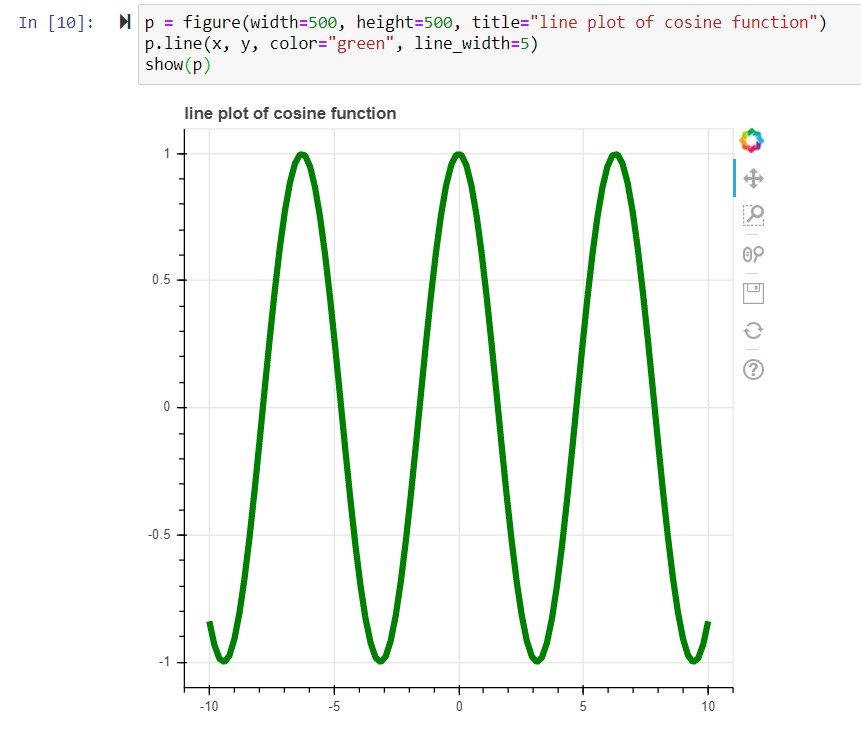 In [10]: p = figure(width=500, height=500, title="line plot of cosine function")
p.line(x, y, color="green", line_width=5)
show(p)
line plot of cosine function
1
0.5
0
-0.5
-1
-10 -5 0 5 10